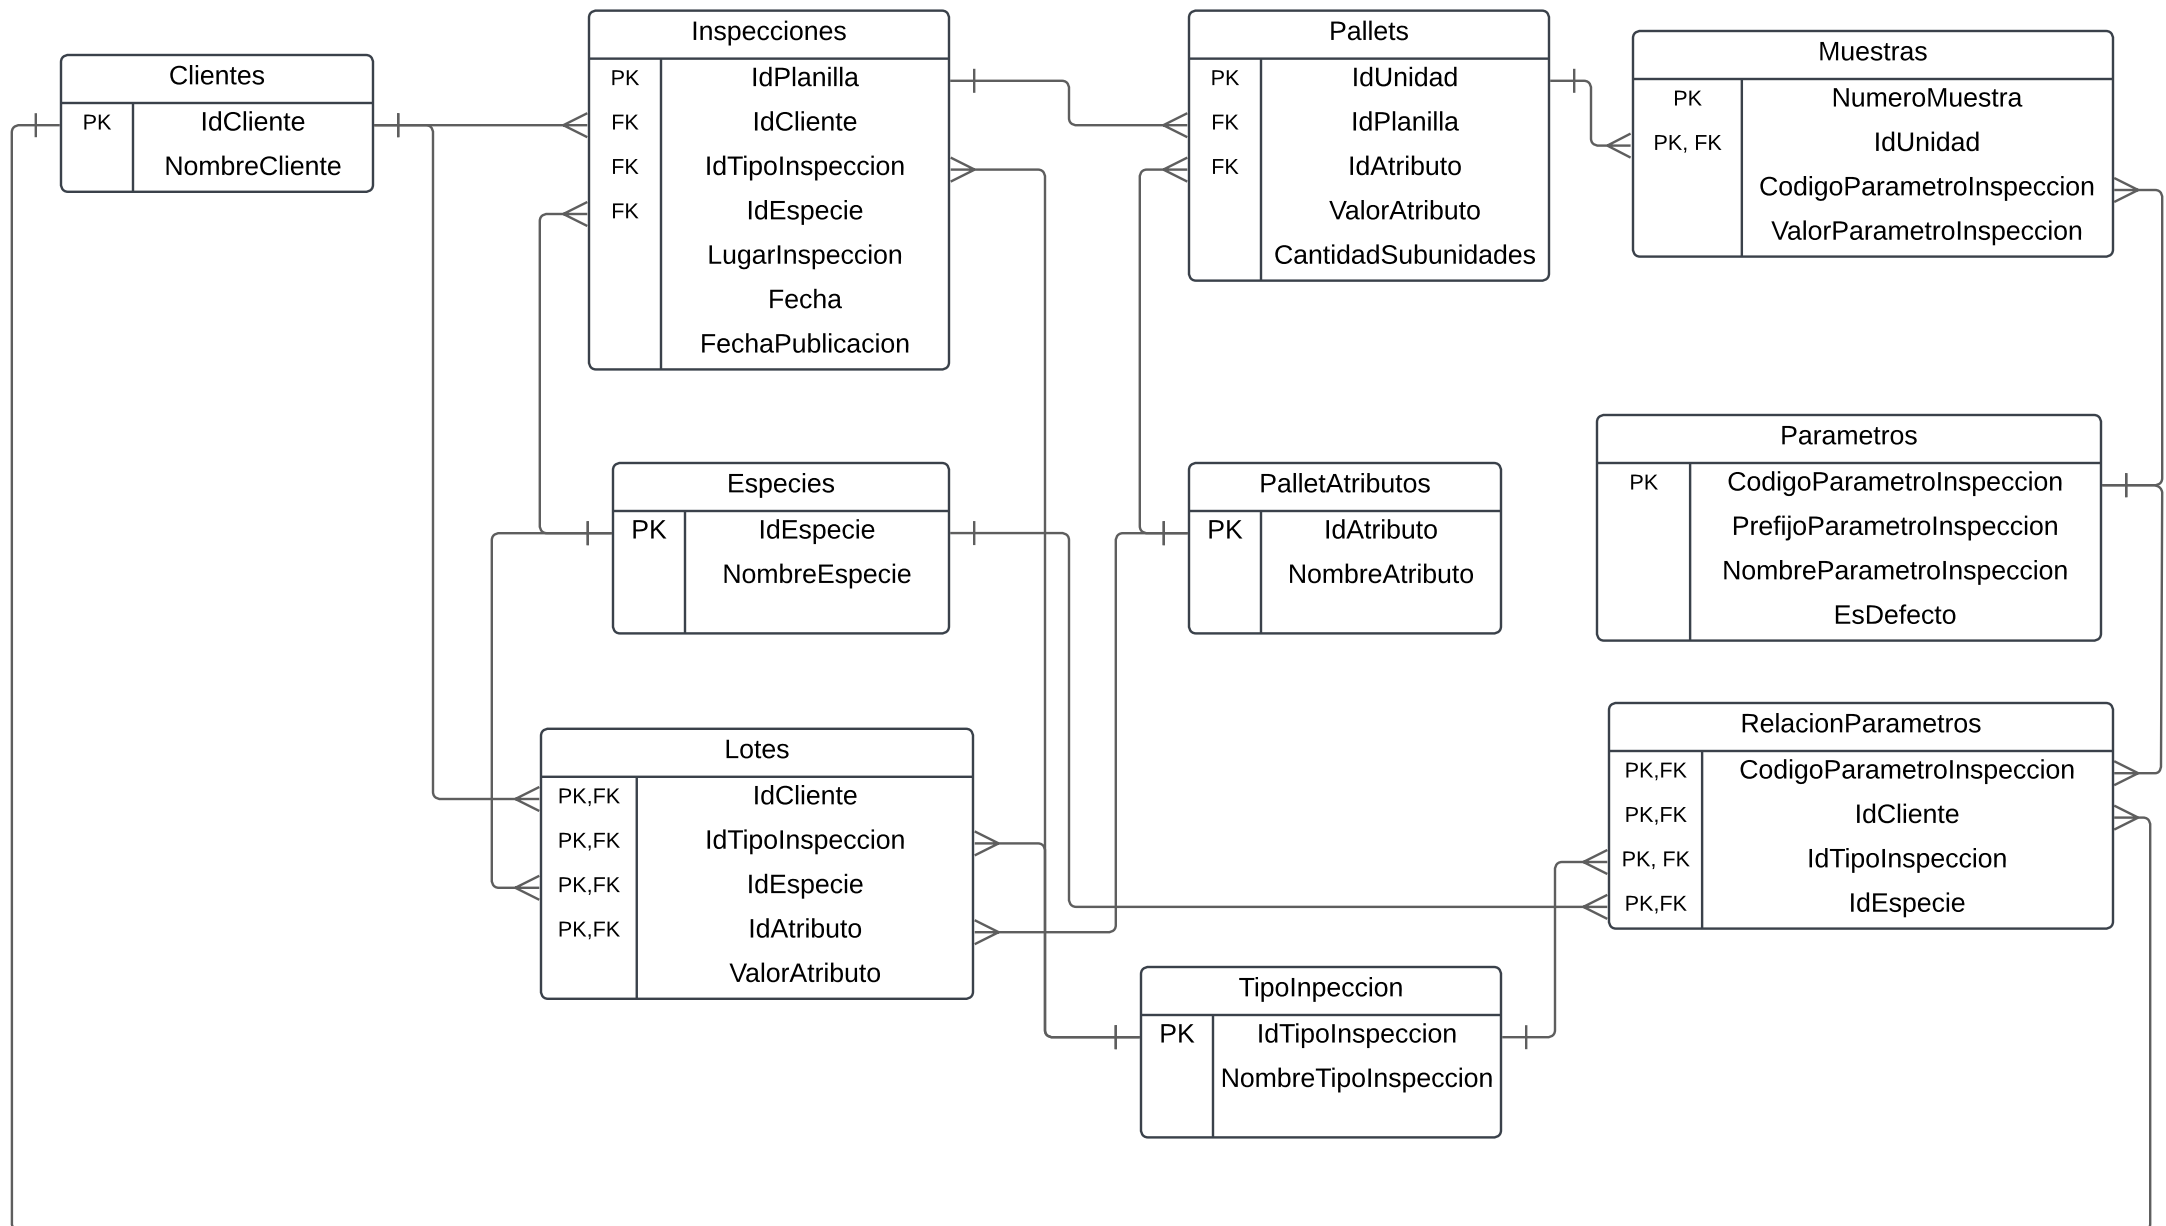 Clientes
PK IdCliente
NombreCliente
Inspecciones
PK IdPlanilla
FK IdCliente
FK IdTipoInspeccion
FK IdEspecie
LugarInspeccion
Fecha
FechaPublicacion
Pallets
PK IdUnidad
FK IdPlanilla
FK IdAtributo
ValorAtributo
CantidadSubunidades
Muestras
PK NumeroMuestra
PK, FK IdUnidad
CodigoParametroInspeccion
ValorParametroInspeccion
Especies
PK IdEspecie
NombreEspecie
PalletAtributos
PK IdAtributo
NombreAtributo
Parametros
PK CodigoParametroInspeccion
PrefijoParametroInspeccion
NombreParametroInspeccion
EsDefecto
Lotes
PK,FK IdCliente
PK,FK IdTipoInspeccion
PK,FK IdEspecie
PK,FK IdAtributo
ValorAtributo
RelacionParametros
PK,FK CodigoParametroInspeccion
PK,FK IdCliente
PK, FK IdTipoInspeccion
PK,FK IdEspecie
TipoInpeccion
PK IdTipoInspeccion
NombreTipoInspeccion